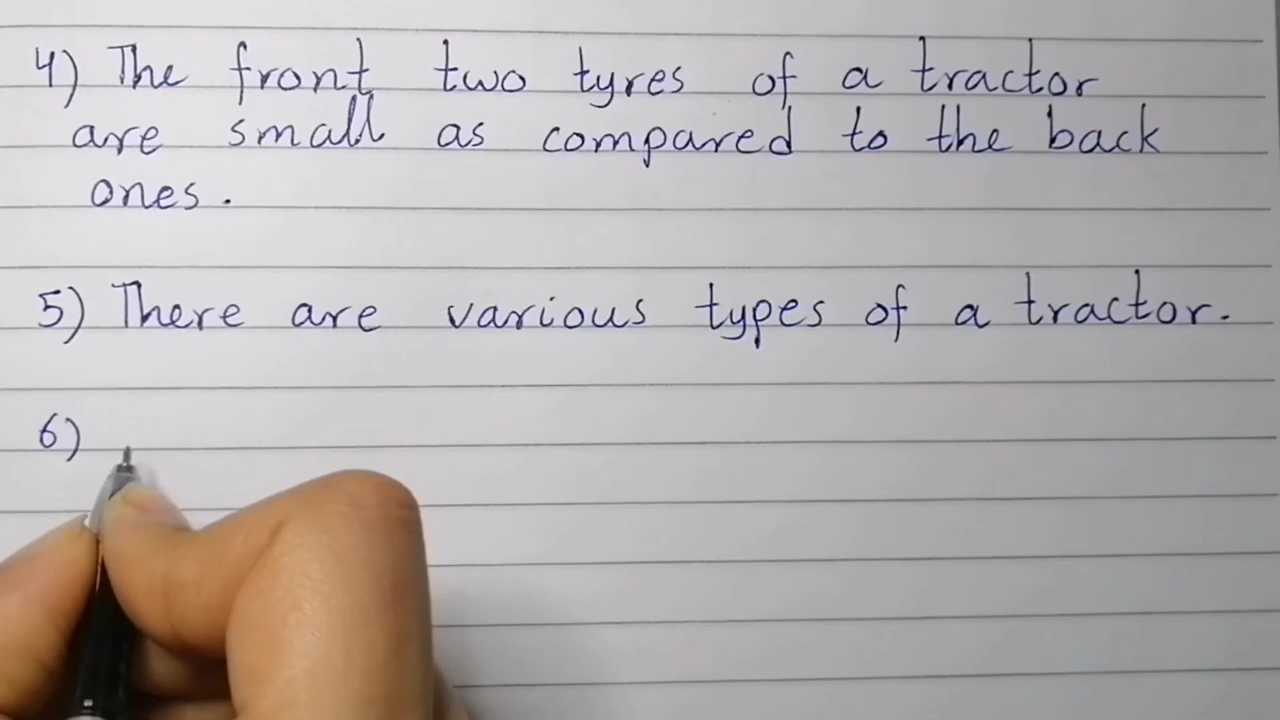 4) The front two tyres of a tractor
are small as compared to the back
ones.
5) There are various types of a tractor.
6)